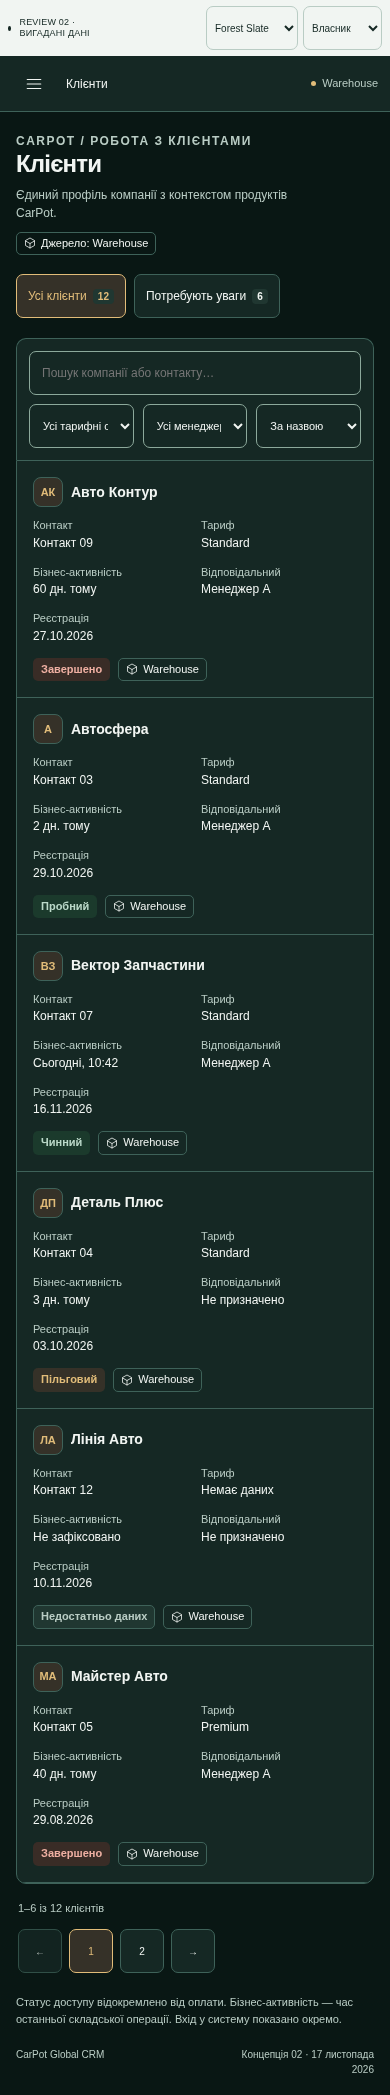 REVIEW 02 ·
ВИГАДАНІ ДАНІ
Forest Slate
Власник
Клієнти
Warehouse
CARPOT / РОБОТА З КЛІЄНТАМИ
Клієнти
Єдиний профіль компанії з контекстом продуктів
CarPot.
Джерело: Warehouse
Усі клієнти 12
Потребують уваги 6
Пошук компанії або контакту…
Усі тарифні с
Усі менеджер
За назвою
АК Авто Контур
Контакт Тариф
Контакт 09 Standard
Бізнес-активність Відповідальний
60 дн. тому Менеджер А
Реєстрація
27.10.2026
Завершено Warehouse
А Автосфера
Контакт Тариф
Контакт 03 Standard
Бізнес-активність Відповідальний
2 дн. тому Менеджер А
Реєстрація
29.10.2026
Пробний Warehouse
ВЗ Вектор Запчастини
Контакт Тариф
Контакт 07 Standard
Бізнес-активність Відповідальний
Сьогодні, 10:42 Менеджер А
Реєстрація
16.11.2026
Чинний Warehouse
ДП Деталь Плюс
Контакт Тариф
Контакт 04 Standard
Бізнес-активність Відповідальний
3 дн. тому Не призначено
Реєстрація
03.10.2026
Пільговий Warehouse
ЛА Лінія Авто
Контакт Тариф
Контакт 12 Немає даних
Бізнес-активність Відповідальний
Не зафіксовано Не призначено
Реєстрація
10.11.2026
Недостатньо даних Warehouse
МА Майстер Авто
Контакт Тариф
Контакт 05 Premium
Бізнес-активність Відповідальний
40 дн. тому Менеджер А
Реєстрація
29.08.2026
Завершено Warehouse
1–6 із 12 клієнтів
← 1 2 →
Статус доступу відокремлено від оплати. Бізнес-активність — час
останньої складської операції. Вхід у систему показано окремо.
CarPot Global CRM
Концепція 02 · 17 листопада
2026